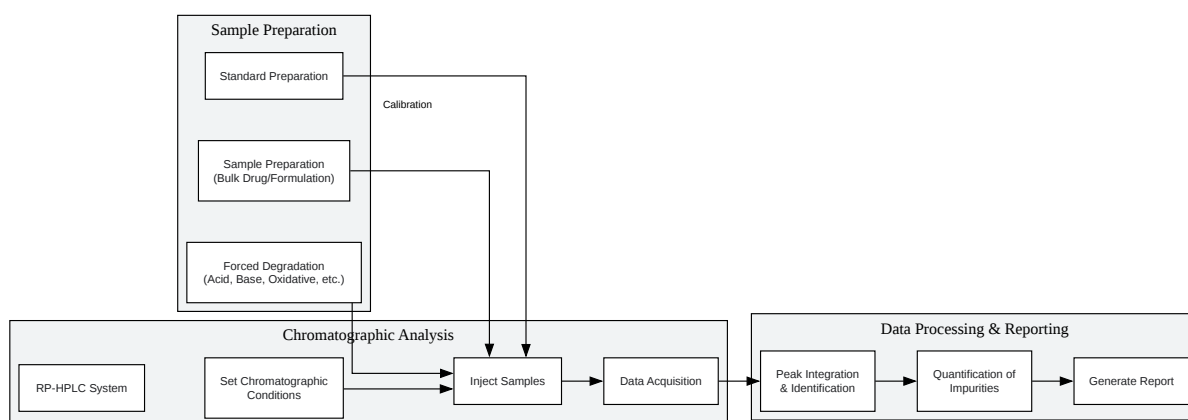 Sample Preparation
Standard Preparation
Calibration
Sample Preparation
(Bulk Drug/Formulation)
Forced Degradation
(Acid, Base, Oxidative, etc.)
Chromatographic Analysis
RP-HPLC System
Set Chromatographic
Conditions
Inject Samples
Data Acquisition
Data Processing & Reporting
Peak Integration
& Identification
Quantification of
Impurities
Generate Report